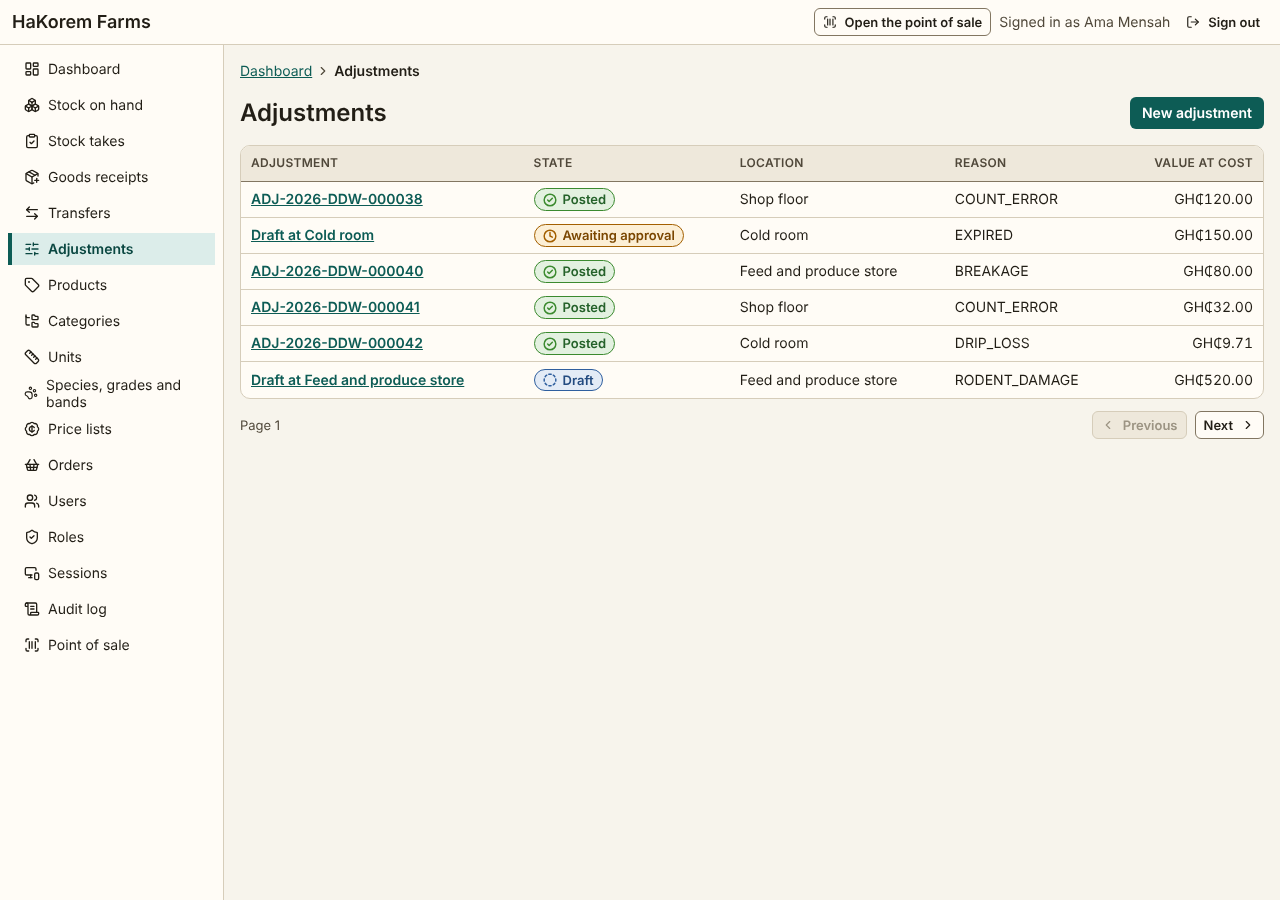 HaKorem Farms
Open the point of sale
Signed in as Ama Mensah
Sign out
Dashboard
Stock on hand
Stock takes
Goods receipts
Transfers
Adjustments
Products
Categories
Units
Species, grades and
bands
Price lists
Orders
Users
Roles
Sessions
Audit log
Point of sale
Dashboard > Adjustments
Adjustments
New adjustment
ADJUSTMENT STATE LOCATION REASON VALUE AT COST
ADJ-2026-DDW-000038 Posted Shop floor COUNT_ERROR GH₵120.00
Draft at Cold room Awaiting approval Cold room EXPIRED GH₵150.00
ADJ-2026-DDW-000040 Posted Feed and produce store BREAKAGE GH₵80.00
ADJ-2026-DDW-000041 Posted Shop floor COUNT_ERROR GH₵32.00
ADJ-2026-DDW-000042 Posted Cold room DRIP_LOSS GH₵9.71
Draft at Feed and produce store Draft Feed and produce store RODENT_DAMAGE GH₵520.00
Page 1
Previous
Next